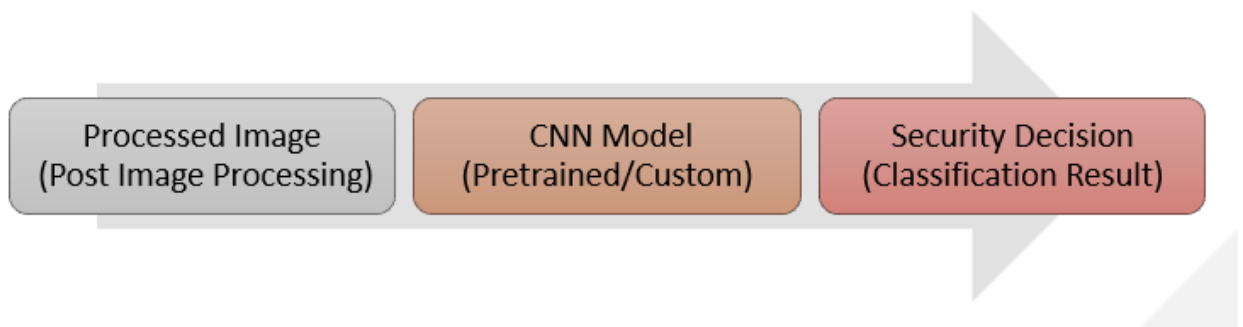 Processed Image
(Post Image Processing)
CNN Model
(Pretrained/Custom)
Security Decision
(Classification Result)